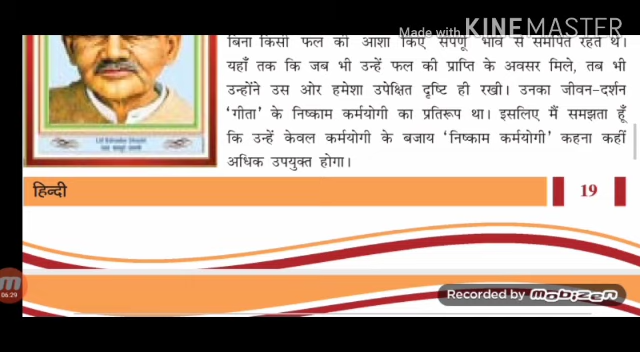 Made with KINEMASTER
बिना किसी फल की आशा किए संपूर्ण भाव से समर्पित रहते थे।
यहाँ तक कि जब भी उन्हें फल की प्राप्ति के अवसर मिले, तब भी
उन्होंने उस ओर हमेशा उपेक्षित दृष्टि ही रखी। उनका जीवन-दर्शन
'गीता' के निष्काम कर्मयोगी का प्रतिरूप था। इसलिए मैं समझता हूँ
कि उन्हें केवल कर्मयोगी के बजाय 'निष्काम कर्मयोगी' कहना कहीं
अधिक उपयुक्त होगा।
हिन्दी
19
06:29
Recorded by mobizen